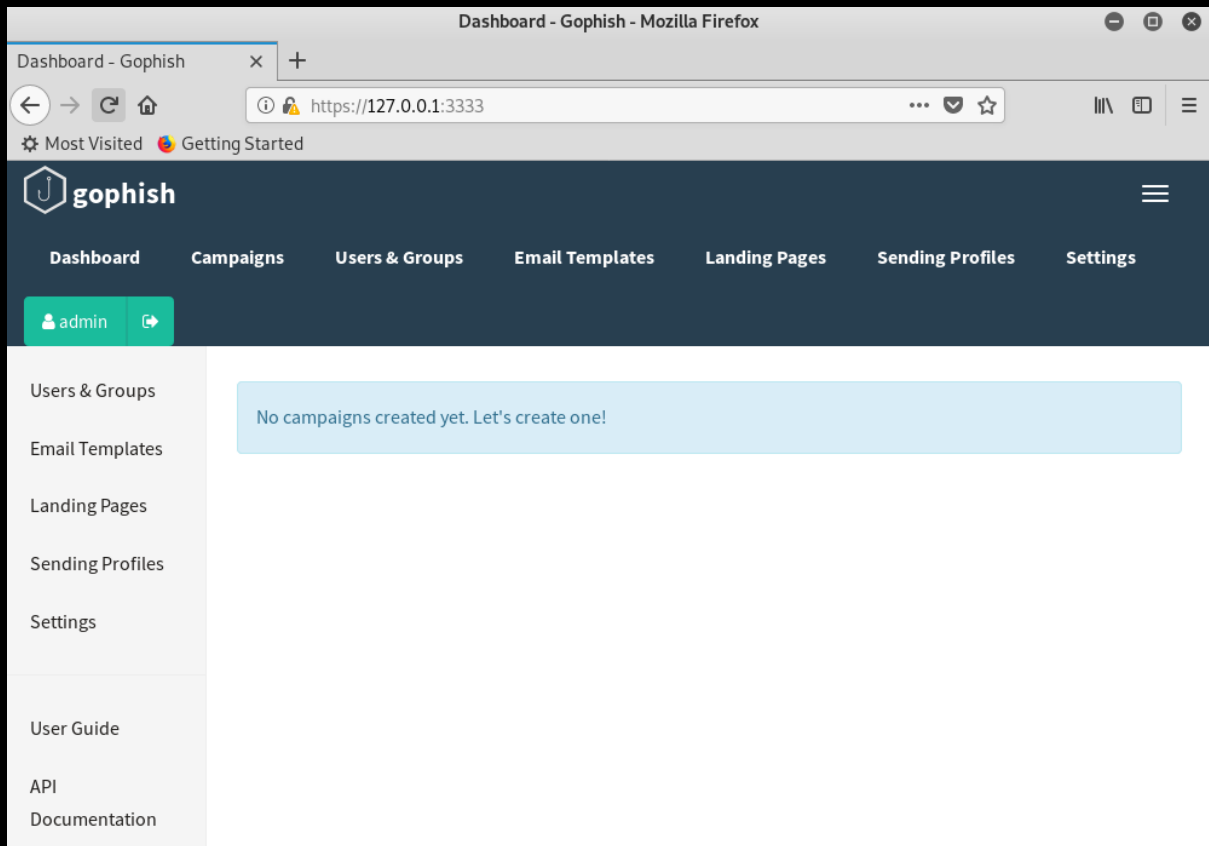 Dashboard - Gophish - Mozilla Firefox
Dashboard - Gophish
https://127.0.0.1:3333
Most Visited Getting Started
gophish
Dashboard Campaigns Users & Groups Email Templates Landing Pages Sending Profiles Settings
admin
Users & Groups
No campaigns created yet. Let's create one!
Email Templates
Landing Pages
Sending Profiles
Settings
User Guide
API
Documentation